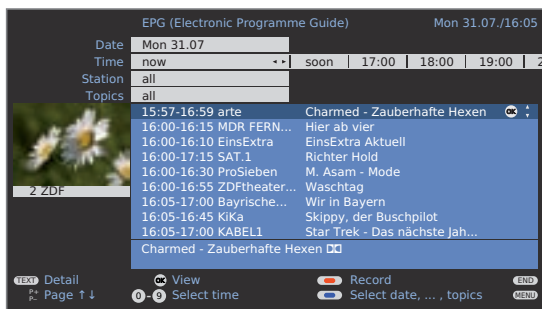 EPG (Electronic Programme Guide) Mon 31.07./16:05
Date Mon 31.07
Time now soon 17:00 18:00 19:00 2
Station all
Topics all
15:57-16:59 arte Charmed - Zauberhafte Hexen OK
16:00-16:15 MDR FERN... Hier ab vier
16:00-16:10 EinsExtra EinsExtra Aktuell
16:00-17:15 SAT.1 Richter Hold
16:00-16:30 ProSieben M. Asam - Mode
16:00-16:55 ZDFtheater... Waschtag
16:05-17:00 Bayrische... Wir in Bayern
16:05-16:45 KiKa Skippy, der Buschpilot
16:05-17:00 KABEL1 Star Trek - Das nächste Jah...
2 ZDF
Charmed - Zauberhafte Hexen
TEXT Detail OK View Record END
P+ P- Page ↑↓ 0-9 Select time Select date, ... , topics MENU